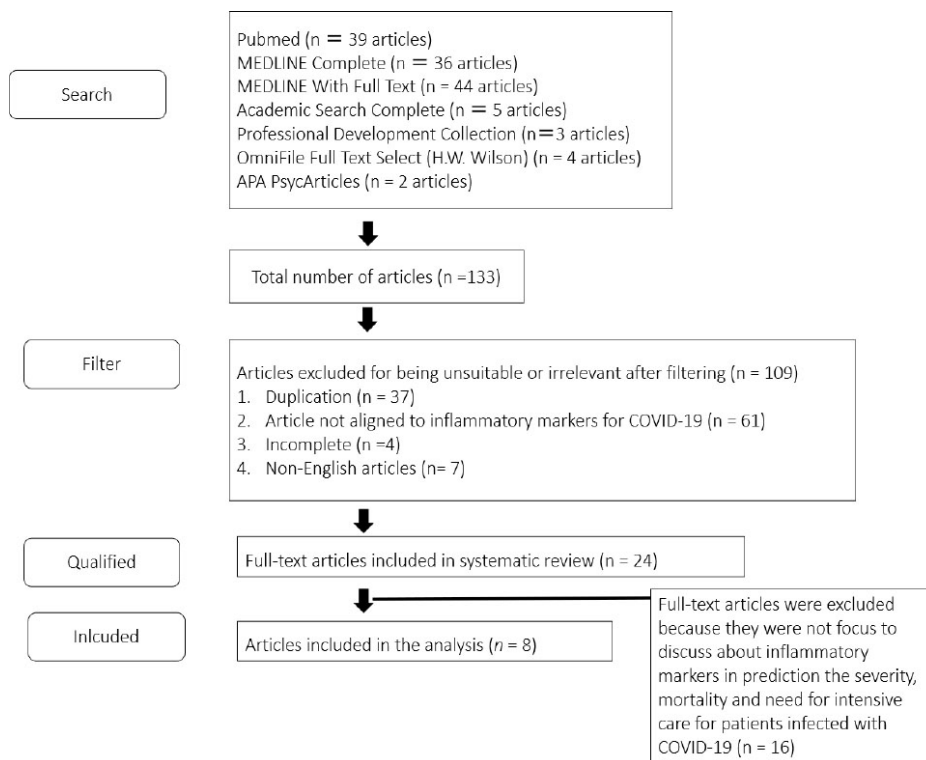 Search
Pubmed (n = 39 articles)
MEDLINE Complete (n = 36 articles)
MEDLINE With Full Text (n = 44 articles)
Academic Search Complete (n = 5 articles)
Professional Development Collection (n=3 articles)
OmniFile Full Text Select (H.W. Wilson) (n = 4 articles)
APA PsycArticles (n = 2 articles)
Total number of articles (n =133)
Filter
Articles excluded for being unsuitable or irrelevant after filtering (n = 109)
1. Duplication (n = 37)
2. Article not aligned to inflammatory markers for COVID-19 (n = 61)
3. Incomplete (n =4)
4. Non-English articles (n= 7)
Qualified
Full-text articles included in systematic review (n = 24)
Inlcuded
Articles included in the analysis (n = 8)
Full-text articles were excluded
because they were not focus to
discuss about inflammatory
markers in prediction the severity,
mortality and need for intensive
care for patients infected with
COVID-19 (n = 16)